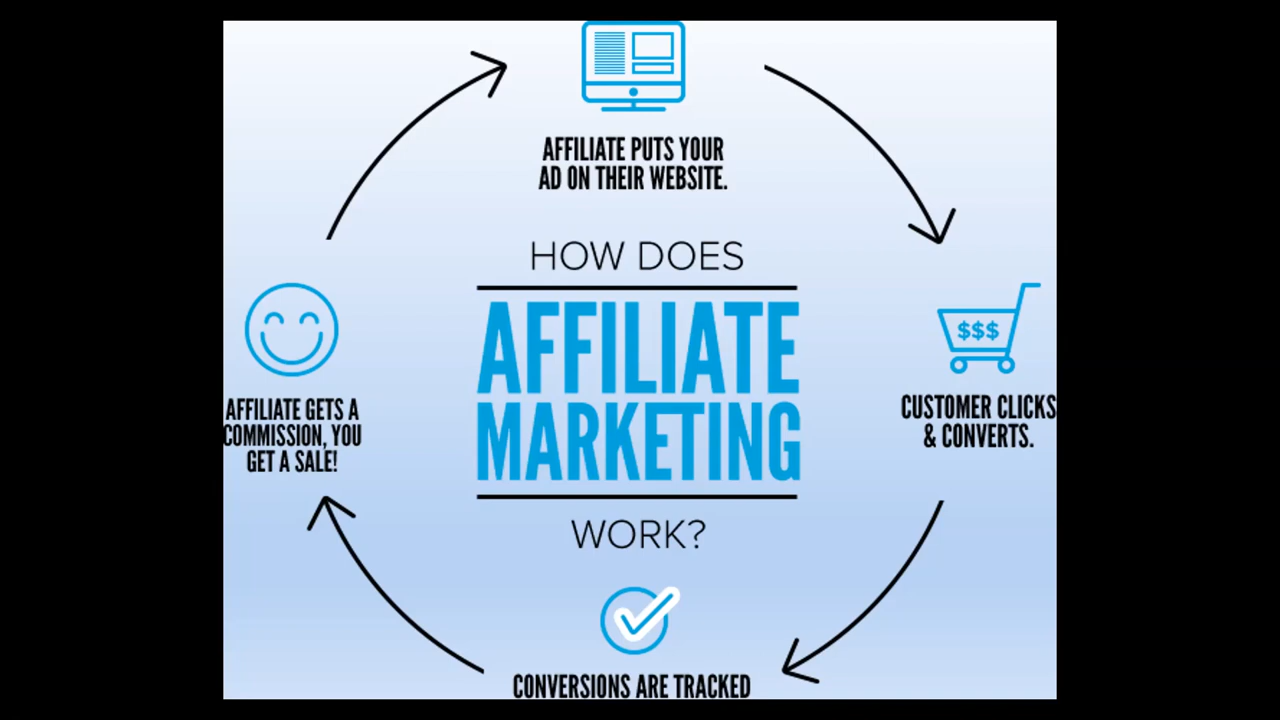 AFFILIATE PUTS YOUR
AD ON THEIR WEBSITE.
HOW DOES
AFFILIATE
MARKETING
WORK?
$$$
CUSTOMER CLICKS
& CONVERTS.
CONVERSIONS ARE TRACKED
AFFILIATE GETS A
COMMISSION, YOU
GET A SALE!